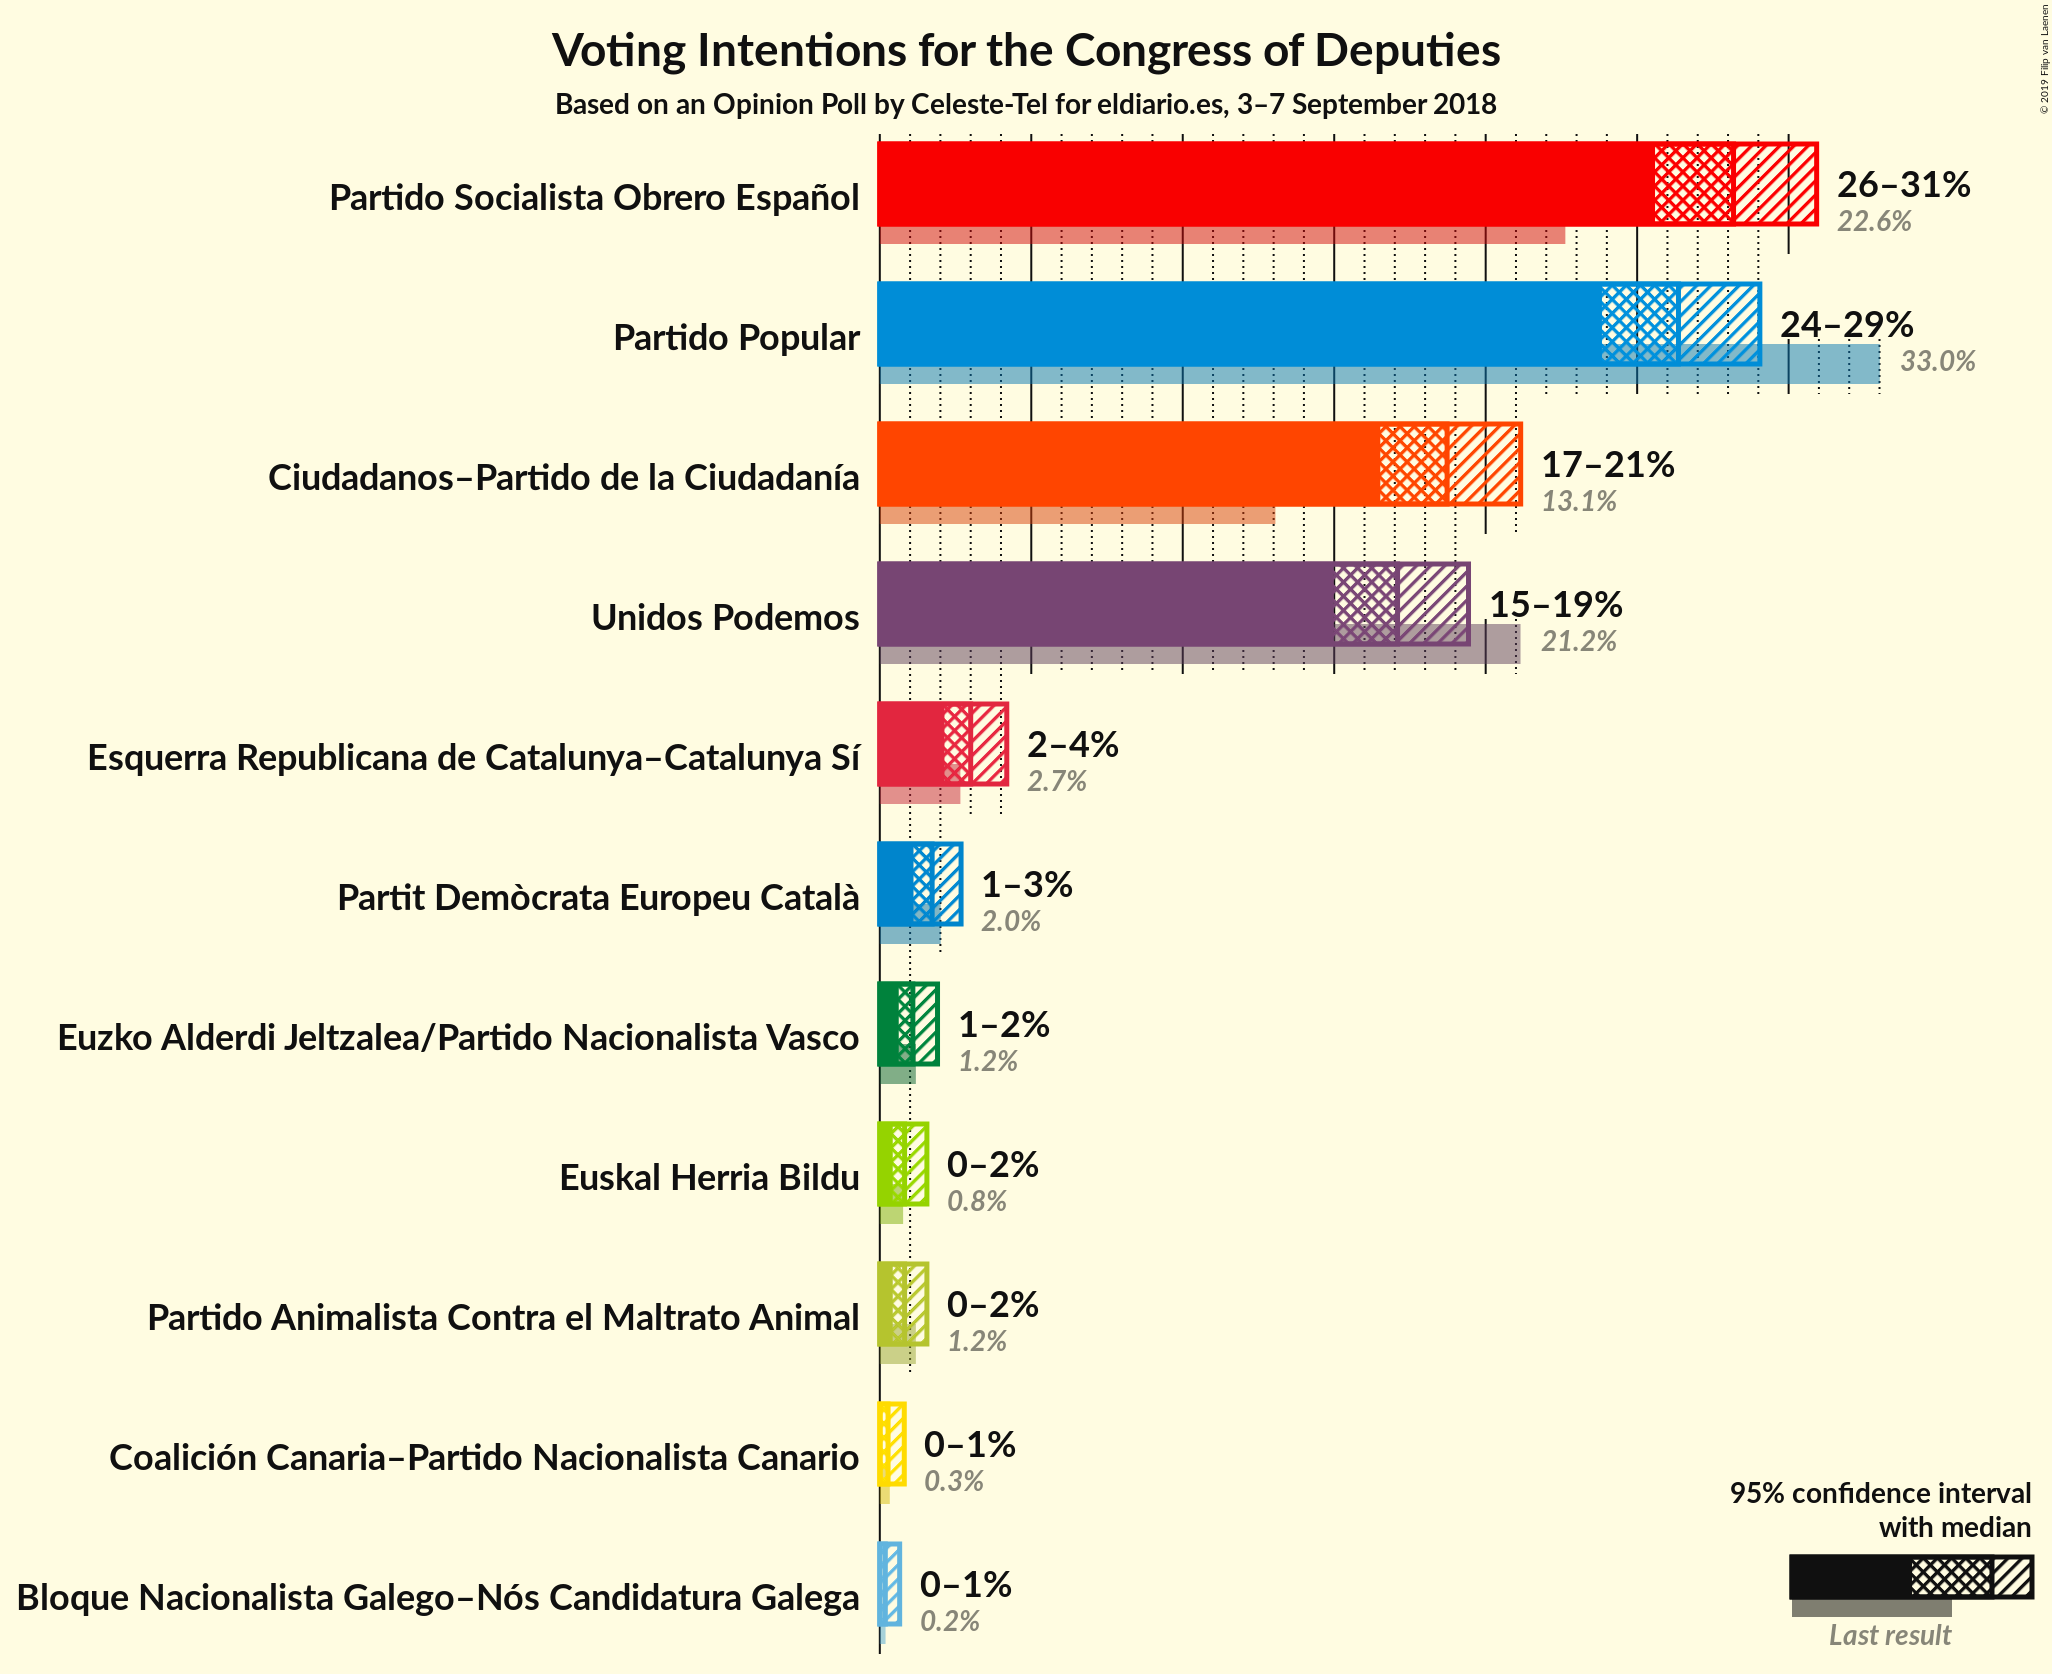 Voting Intentions for the Congress of Deputies
Based on an Opinion Poll by Celeste-Tel for eldiario.es, 3–7 September 2018
© 2019 Filip van Laenen
Partido Socialista Obrero Español
26–31%
22.6%
Partido Popular
24–29%
33.0%
Ciudadanos–Partido de la Ciudadanía
17–21%
13.1%
Unidos Podemos
15–19%
21.2%
Esquerra Republicana de Catalunya–Catalunya Sí
2–4%
2.7%
Partit Demòcrata Europeu Català
1–3%
2.0%
Euzko Alderdi Jeltzalea/Partido Nacionalista Vasco
1–2%
1.2%
Euskal Herria Bildu
0–2%
0.8%
Partido Animalista Contra el Maltrato Animal
0–2%
1.2%
Coalición Canaria–Partido Nacionalista Canario
0–1%
0.3%
Bloque Nacionalista Galego–Nós Candidatura Galega
0–1%
0.2%
95% confidence interval
with median
Last result